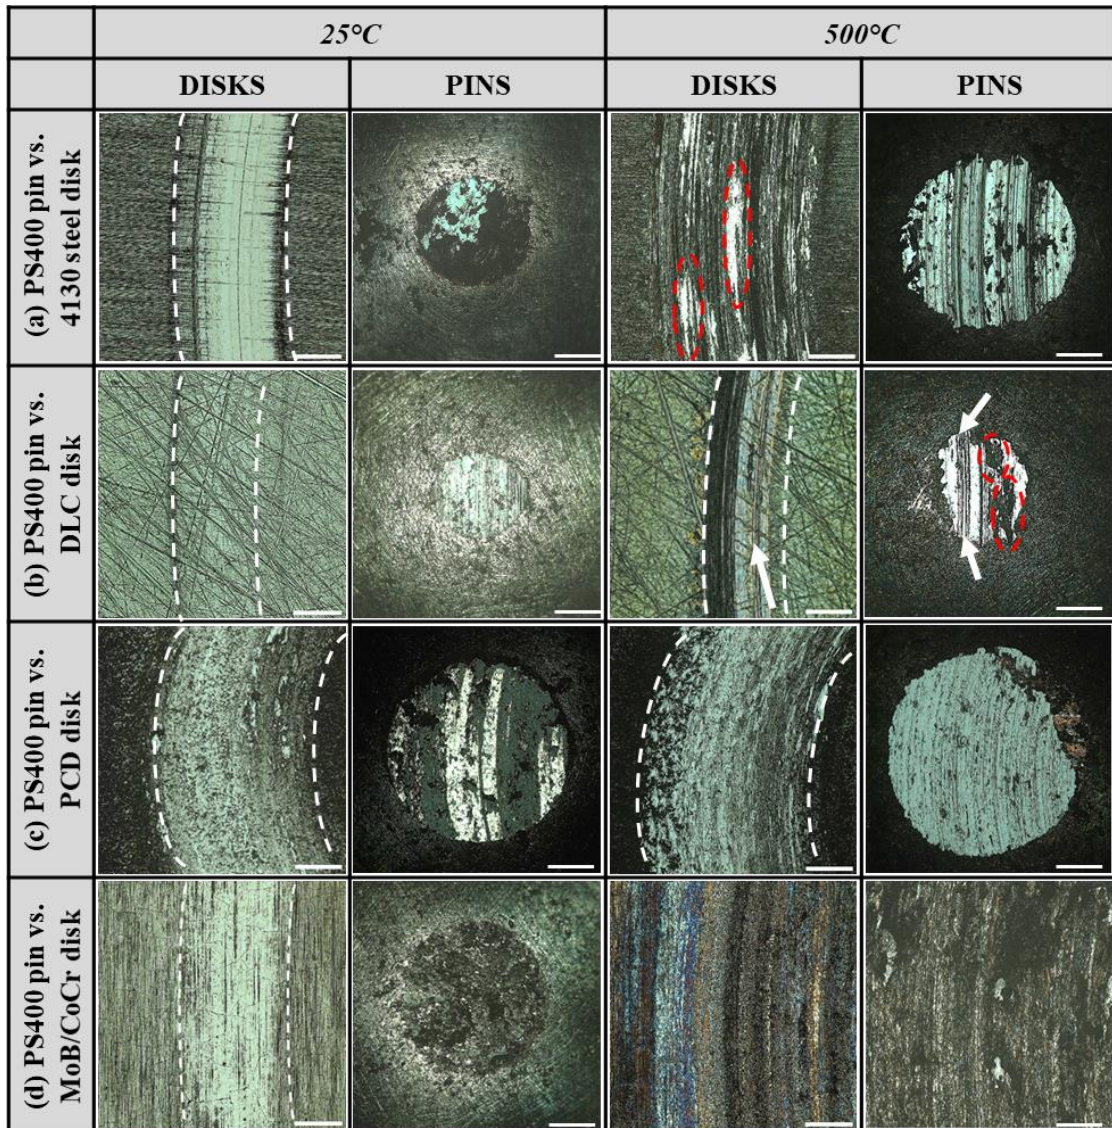 25°C
500°C
DISKS
PINS
DISKS
PINS
(a) PS400 pin vs.
4130 steel disk
(b) PS400 pin vs.
DLC disk
(c) PS400 pin vs.
PCD disk
(d) PS400 pin vs.
MoB/CoCr disk